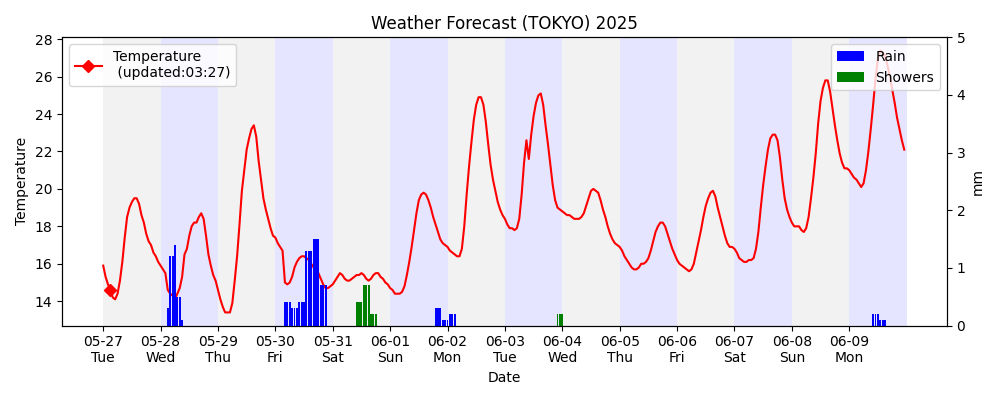 Weather Forecast (TOKYO) 2025
Temperature
(updated:03:27)
Rain
Showers
28
26
24
22
20
18
16
14
Temperature
5
4
3
2
1
0
mm
05-27 05-28 05-29 05-30 05-31 06-01 06-02 06-03 06-04 06-05 06-06 06-07 06-08 06-09
Tue Wed Thu Fri Sat Sun Mon Tue Wed Thu Fri Sat Sun Mon
Date